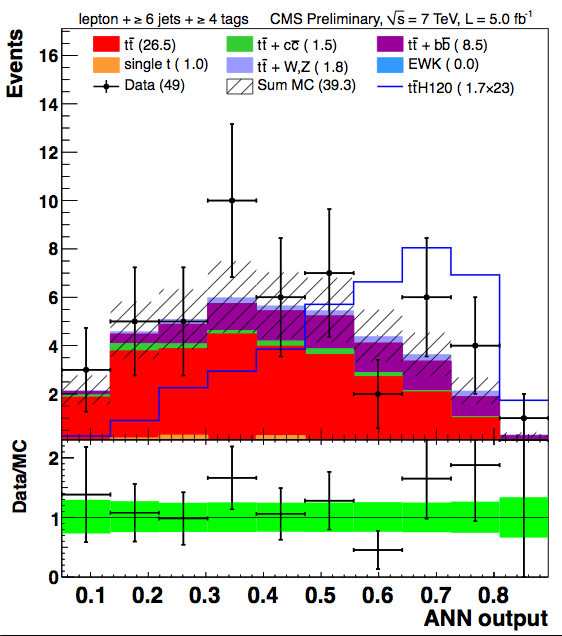 lepton + ≥ 6 jets + ≥ 4 tags CMS Preliminary, √s = 7 TeV, L = 5.0 fb⁻¹
Events
tt̄ (26.5) tt̄ + cc̄ ( 1.5) tt̄ + bb̄ ( 8.5)
single t ( 1.0) tt̄ + W,Z ( 1.8) EWK ( 0.0)
Data (49) Sum MC (39.3) tt̄H120 ( 1.7×23)
16
14
12
10
8
6
4
2
Data/MC
2
1
0
0.1 0.2 0.3 0.4 0.5 0.6 0.7 0.8
ANN output